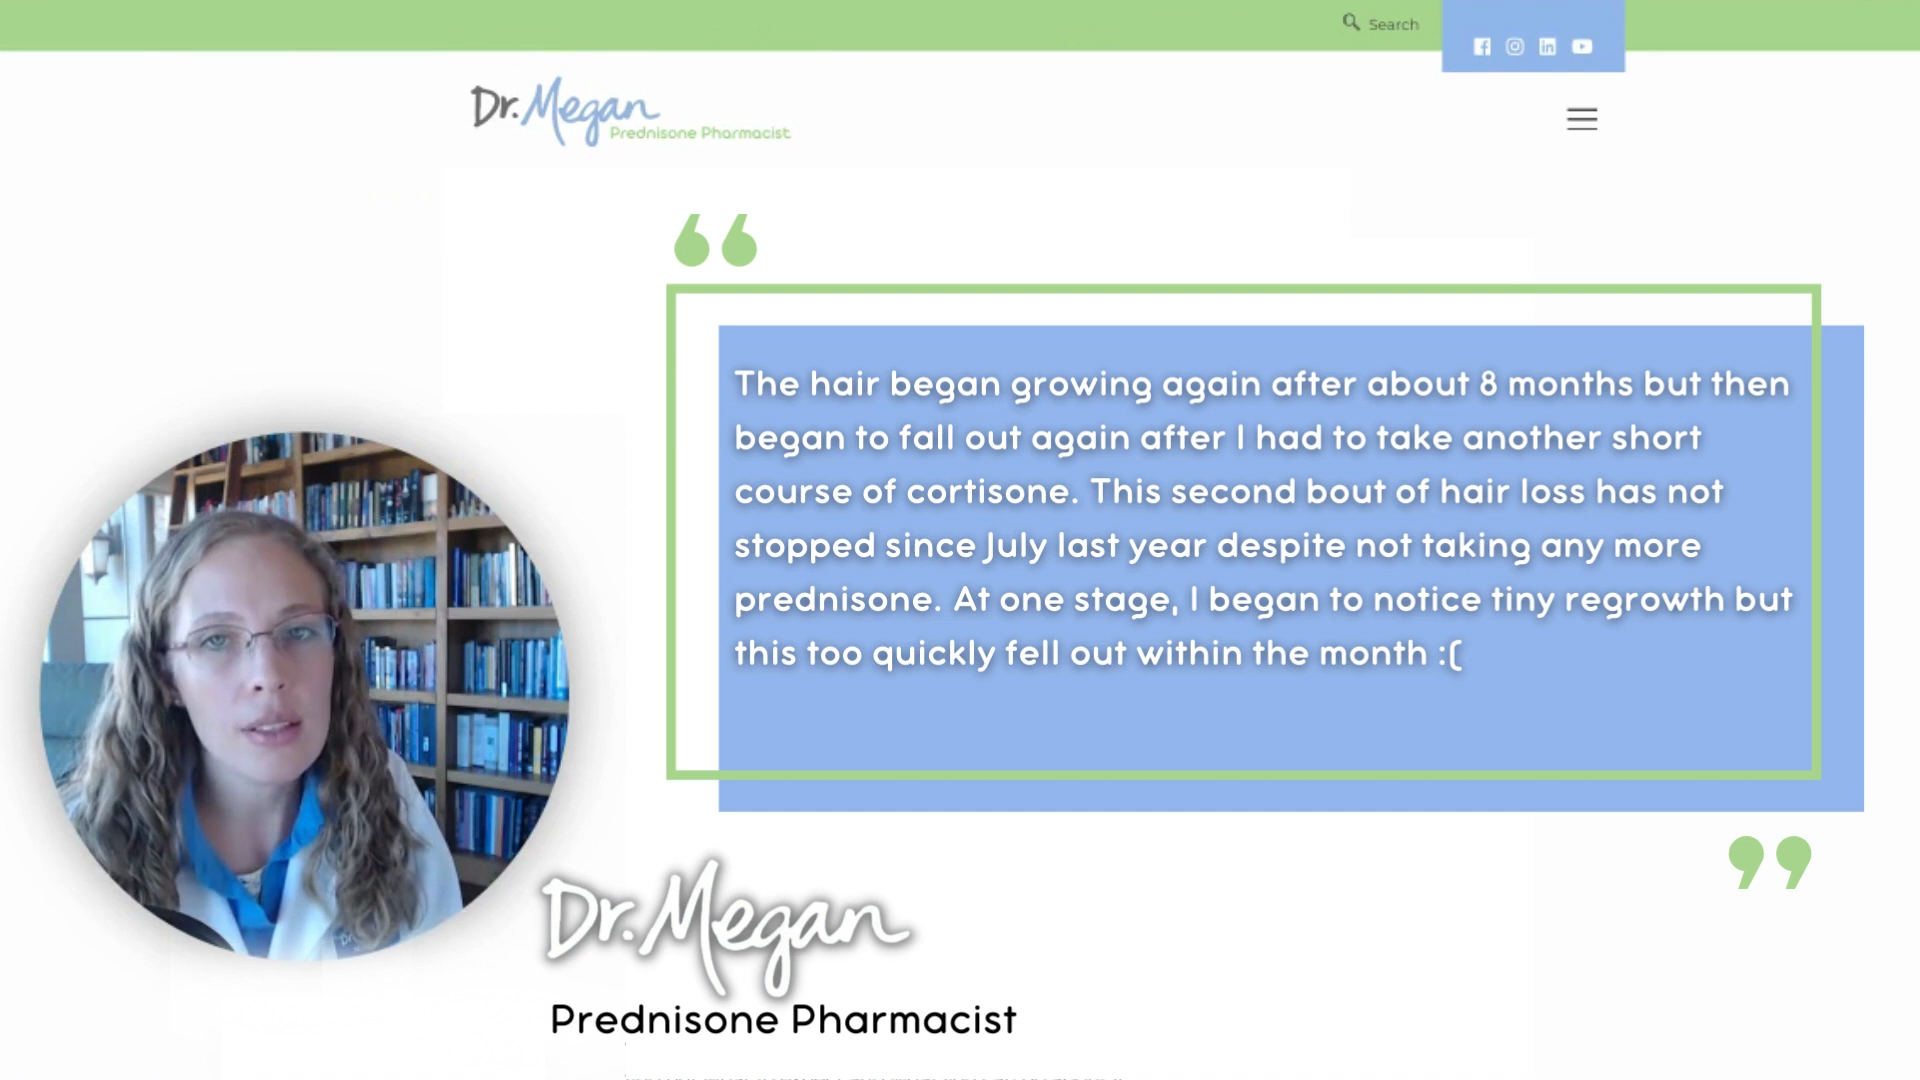 Search
Dr. Megan
Prednisone Pharmacist
The hair began growing again after about 8 months but then
began to fall out again after I had to take another short
course of cortisone. This second bout of hair loss has not
stopped since July last year despite not taking any more
prednisone. At one stage, I began to notice tiny regrowth but
this too quickly fell out within the month :(
Dr. Megan
Prednisone Pharmacist